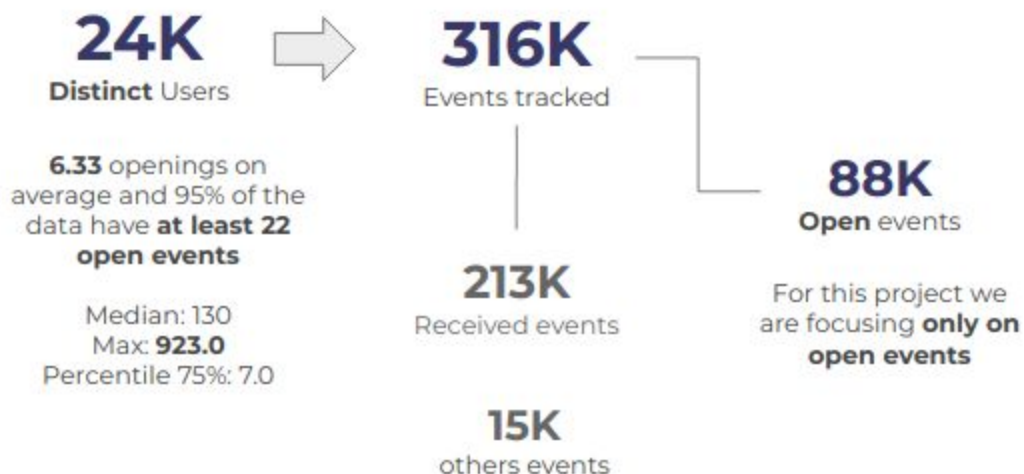 24K
Distinct Users
6.33 openings on
average and 95% of the
data have at least 22
open events
Median: 130
Max: 923.0
Percentile 75%: 7.0
316K
Events tracked
213K
Received events
15K
others events
88K
Open events
For this project we
are focusing only on
open events